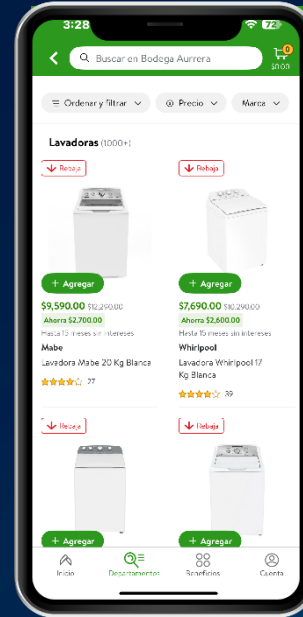 3:28
72
Buscar en Bodega Aurrera
0
$0.00
Ordenar y filtrar
Precio
Marca
Lavadoras (1000+)
Rebaja
Rebaja
+ Agregar
+ Agregar
$9,590.00 $12,290.00
$7,690.00 $10,290.00
Ahorra $2,700.00
Ahorra $2,600.00
Hasta 15 meses sin intereses
Hasta 15 meses sin intereses
Mabe
Whirlpool
Lavadora Mabe 20 Kg Blanca
Lavadora Whirlpool 17
Kg Blanca
27
39
Rebaja
Rebaja
+ Agregar
+ Agregar
Inicio
Departamentos
Beneficios
Cuenta